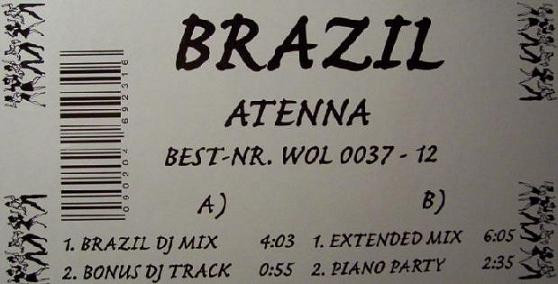 BRAZIL
ATENNA
BEST-NR. WOL 0037 - 12
A) B)
1. BRAZIL DJ MIX 4:03 1. EXTENDED MIX 6:05
2. BONUS DJ TRACK 0:55 2. PIANO PARTY 2:35